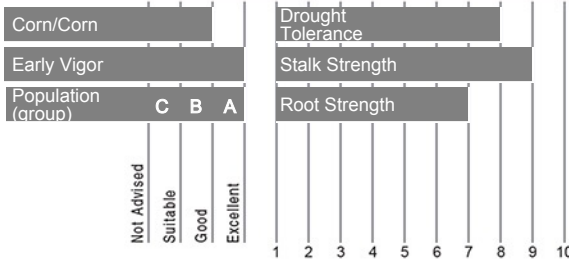 Corn/Corn
Early Vigor
Population
(group)
C B A
Not Advised
Suitable
Good
Excellent
Drought
Tolerance
Stalk Strength
Root Strength
1 2 3 4 5 6 7 8 9 10